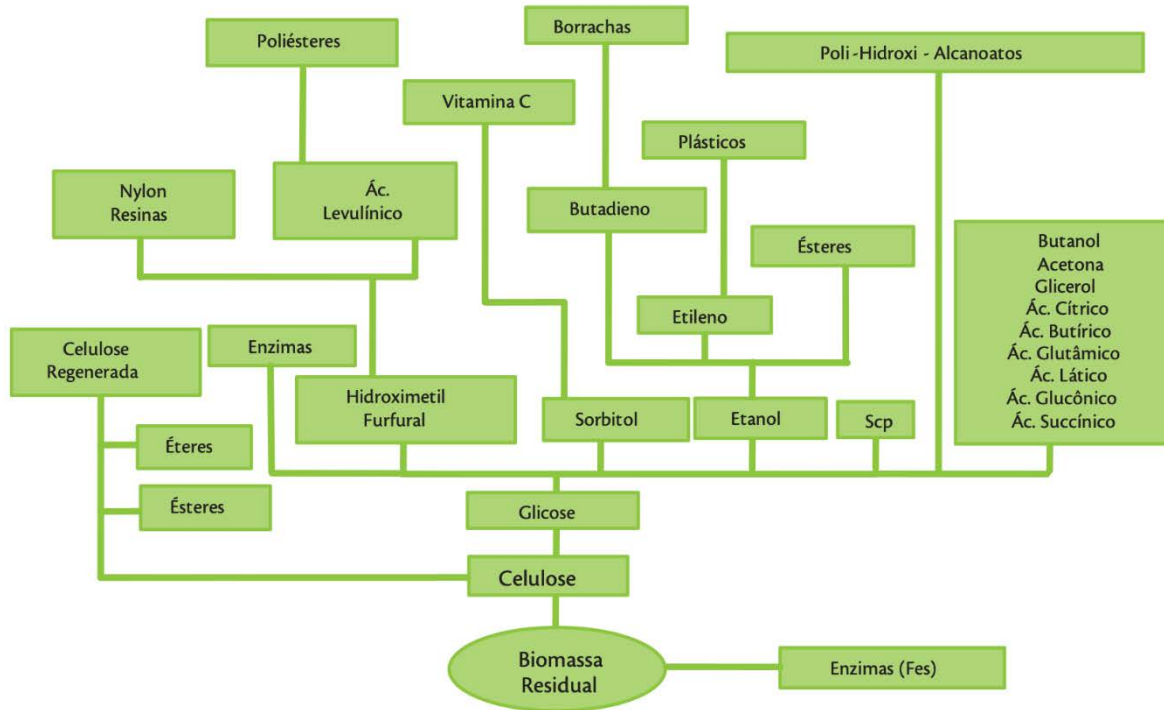 Borrachas
Poliésteres
Poli -Hidroxi - Alcanoatos
Vitamina C
Plásticos
Nylon
Resinas
Ác.
Levulínico
Butadieno
Ésteres
Butanol
Acetona
Glicerol
Ác. Cítrico
Ác. Butírico
Ác. Glutâmico
Ác. Lático
Ác. Glucônico
Ác. Succínico
Etileno
Celulose
Regenerada
Enzimas
Hidroximetil
Furfural
Sorbitol
Etanol
Scp
Éteres
Ésteres
Glicose
Celulose
Biomassa
Residual
Enzimas (Fes)